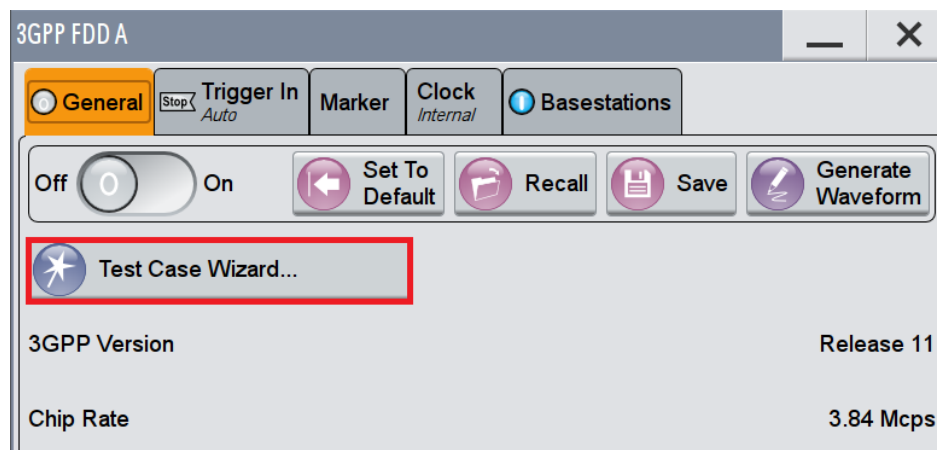 3GPP FDD A
General
Stop
Trigger In
Auto
Marker
Clock
Internal
Basestations
Off
On
Set To
Default
Recall
Save
Generate
Waveform
Test Case Wizard...
3GPP Version Release 11
Chip Rate 3.84 Mcps